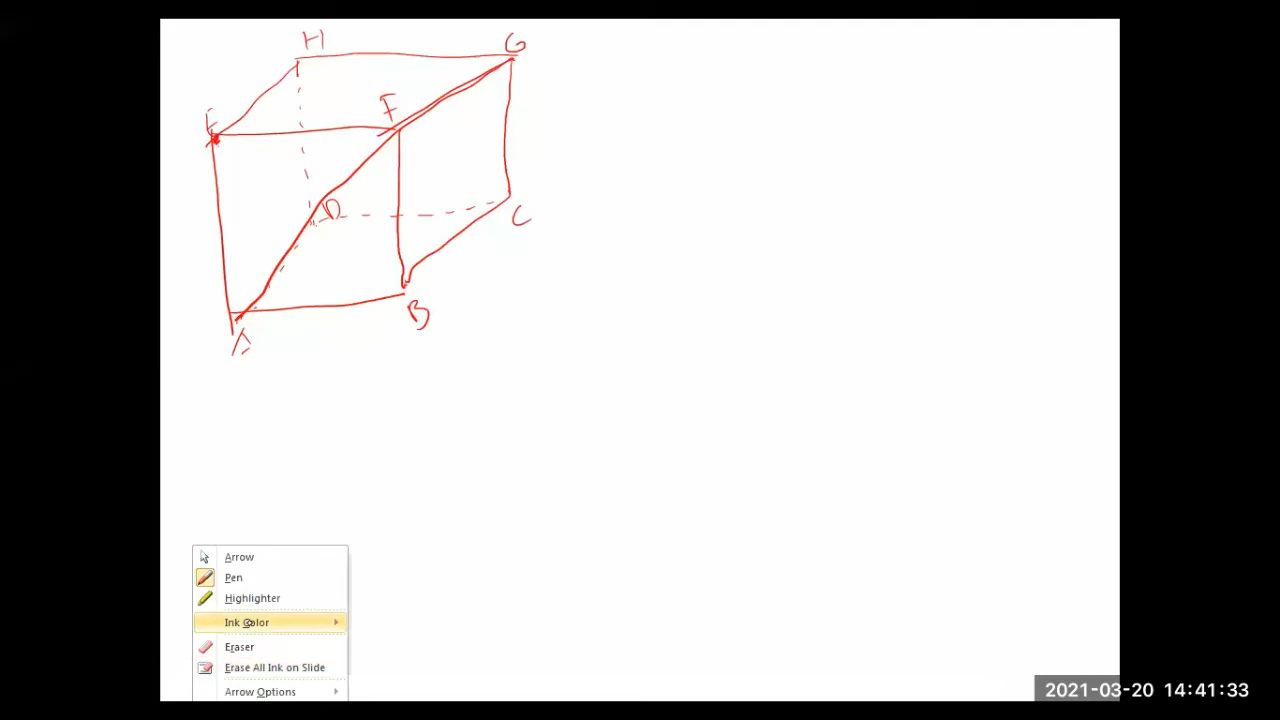 H
G
E
F
D
C
B
A
Arrow
Pen
Highlighter
Ink Color
Eraser
Erase All Ink on Slide
Arrow Options
2021-03-20 14:41:33